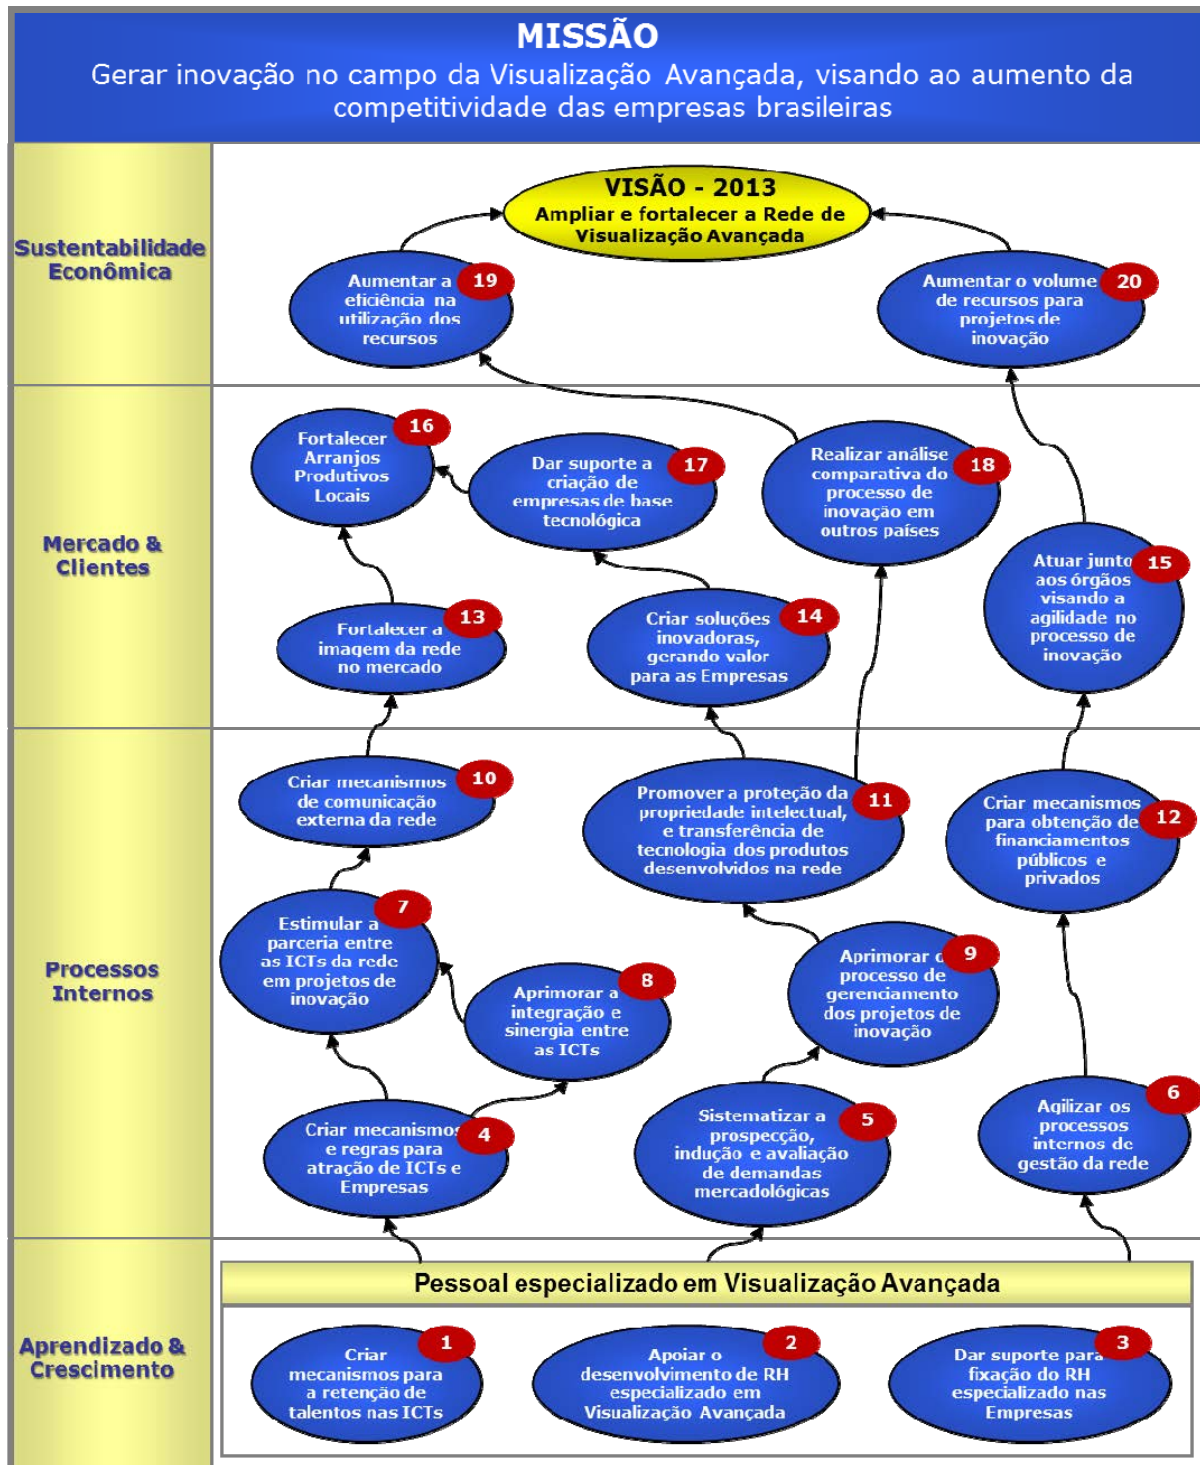 MISSÃO
Gerar inovação no campo da Visualização Avançada, visando ao aumento da
competitividade das empresas brasileiras
Sustentabilidade
Econômica
VISÃO - 2013
Ampliar e fortalecer a Rede de
Visualização Avançada
19
Aumentar a
eficiência na
utilização dos
recursos
20
Aumentar o volume
de recursos para
projetos de
inovação
Mercado &
Clientes
16
Fortalecer
Arranjos
Produtivos
Locais
17
Dar suporte a
criação de
empresas de base
tecnológica
18
Realizar análise
comparativa do
processo de
inovação em
outros países
15
Atuar junto
aos órgãos
visando a
agilidade no
processo de
inovação
13
Fortalecer a
imagem da rede
no mercado
14
Criar soluções
inovadoras,
gerando valor
para as Empresas
Processos
Internos
10
Criar mecanismos
de comunicação
externa da rede
11
Promover a proteção da
propriedade intelectual,
e transferência de
tecnologia dos produtos
desenvolvidos na rede
12
Criar mecanismos
para obtenção de
financiamentos
públicos e
privados
7
Estimular a
parceria entre
as ICTs da rede
em projetos de
inovação
8
Aprimorar a
integração e
sinergia entre
as ICTs
9
Aprimorar o
processo de
gerenciamento
dos projetos de
inovação
4
Criar mecanismos
e regras para
atração de ICTs e
Empresas
5
Sistematizar a
prospecção,
indução e avaliação
de demandas
mercadológicas
6
Agilizar os
processos
internos de
gestão da rede
Aprendizado &
Crescimento
Pessoal especializado em Visualização Avançada
1
Criar
mecanismos para
a retenção de
talentos nas ICTs
2
Apoiar o
desenvolvimento de RH
especializado em
Visualização Avançada
3
Dar suporte para
fixação do RH
especializado nas
Empresas